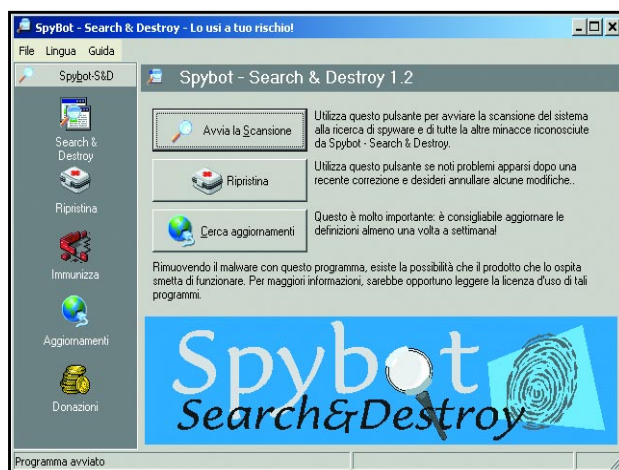 SpyBot - Search & Destroy - Lo usi a tuo rischio!
File Lingua Guida
Spybot-S&D
Search &
Destroy
Ripristina
Immunizza
Aggiornamenti
Donazioni
Spybot - Search & Destroy 1.2
Avvia la Scansione
Utilizza questo pulsante per avviare la scansione del sistema
alla ricerca di spyware e di tutte la altre minacce riconosciute
da Spybot - Search & Destroy.
Ripristina
Utilizza questo pulsante se noti problemi apparsi dopo una
recente correzione e desideri annullare alcune modifiche..
Cerca aggiornamenti
Questo è molto importante: è consigliabile aggiornare le
definizioni almeno una volta a settimana!
Rimuovendo il malware con questo programma, esiste la possibilità che il prodotto che lo ospita
smetta di funzionare. Per maggiori informazioni, sarebbe opportuno leggere la licenza d'uso di tali
programmi.
Spybot
Search&Destroy
Programma avviato